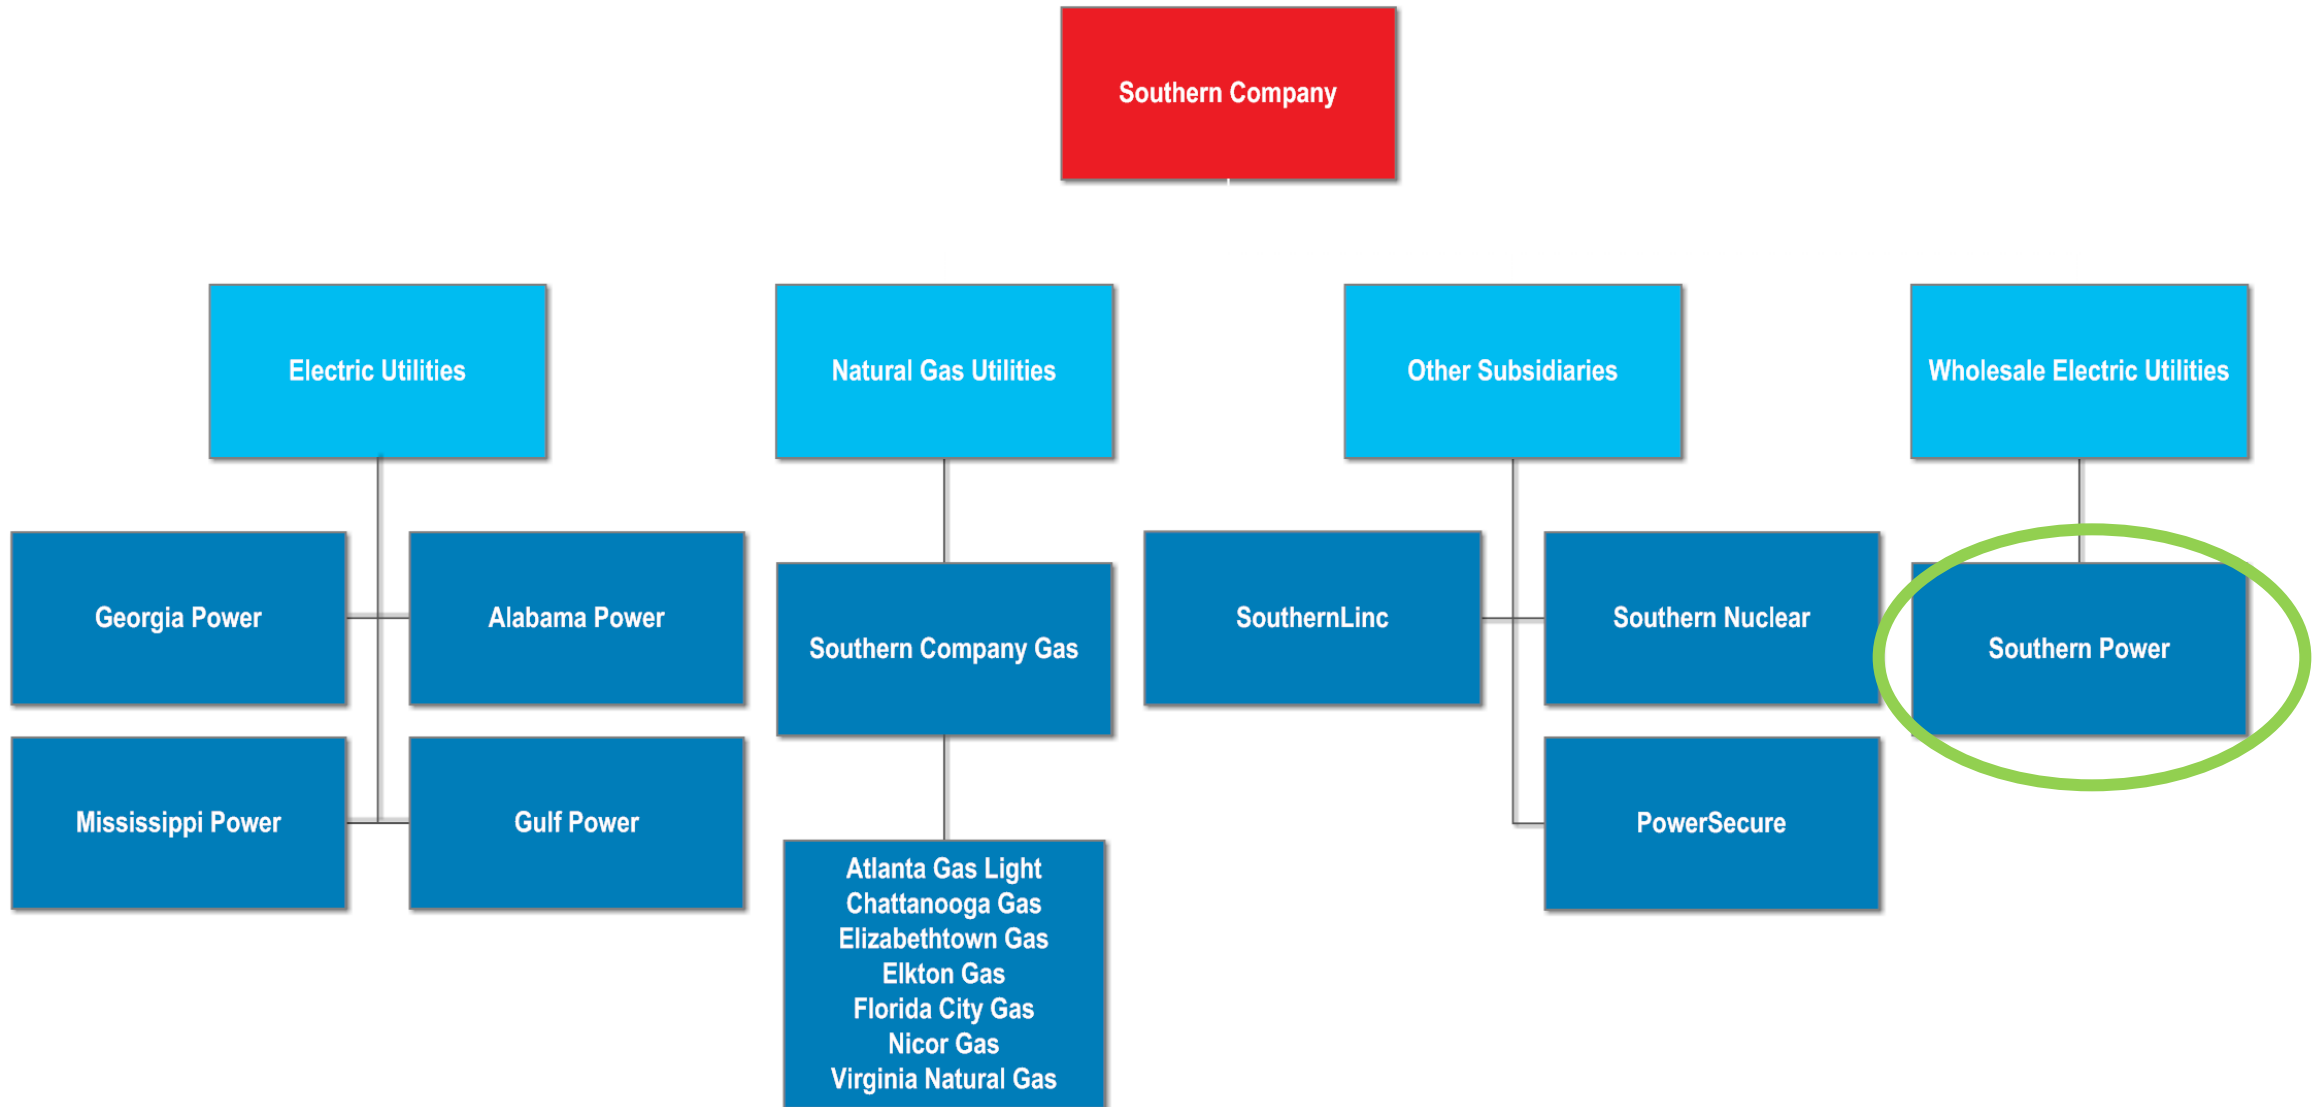 Southern Company
Electric Utilities
Natural Gas Utilities
Other Subsidiaries
Wholesale Electric Utilities
Georgia Power
Alabama Power
Southern Company Gas
SouthernLinc
Southern Nuclear
Southern Power
Mississippi Power
Gulf Power
PowerSecure
Atlanta Gas Light
Chattanooga Gas
Elizabethtown Gas
Elkton Gas
Florida City Gas
Nicor Gas
Virginia Natural Gas